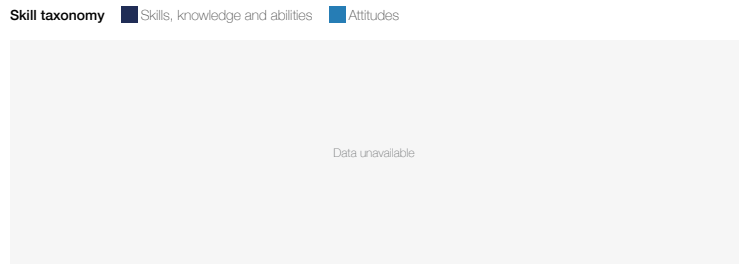 Skill taxonomy Skills, knowledge and abilities Attitudes
Data unavailable